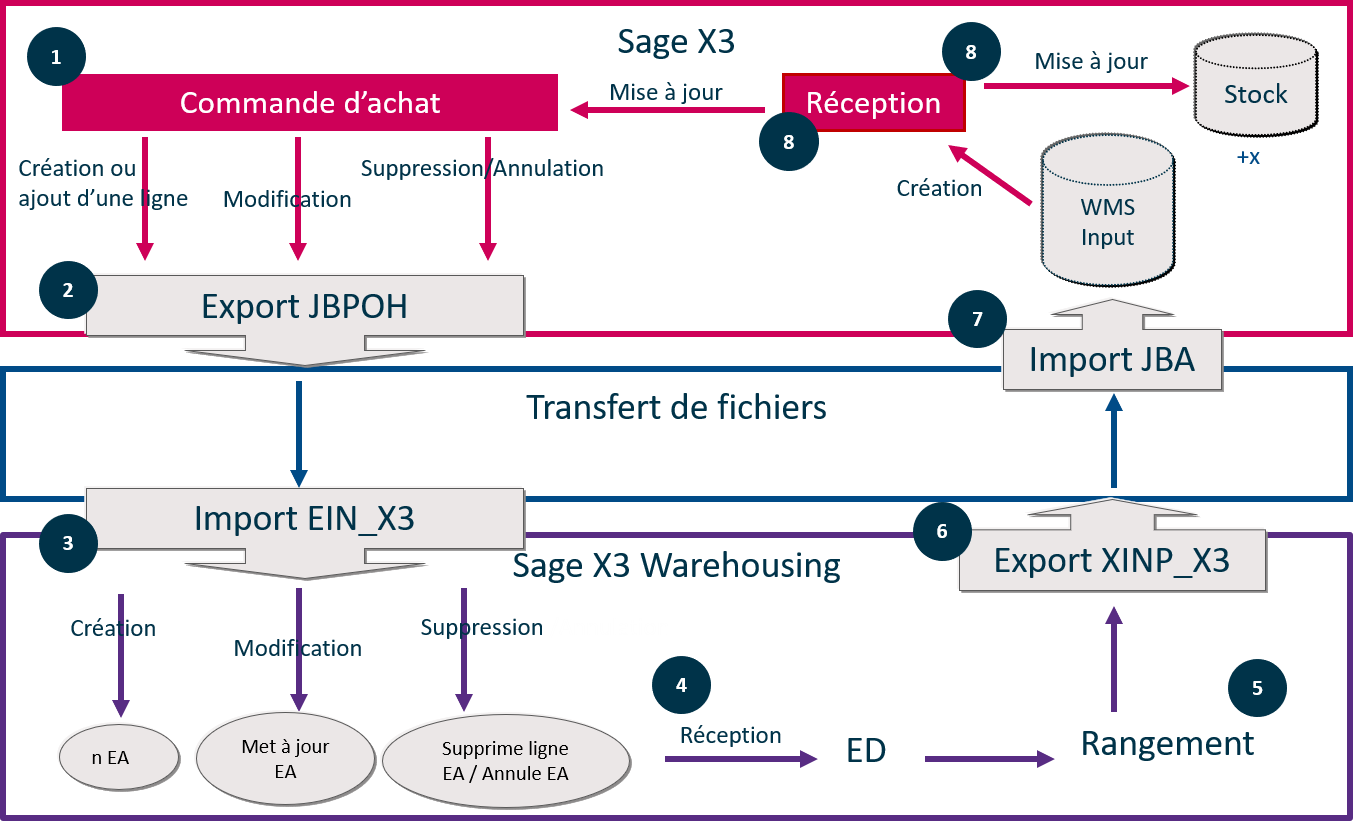 Sage X3
1
Commande d'achat
Mise à jour
Réception
8
8
Mise à jour
Stock
+x
Création ou
ajout d'une ligne
Modification
Suppression/Annulation
Création
WMS
Input
2
Export JBPOH
7
Import JBA
Transfert de fichiers
3
Import EIN_X3
Sage X3 Warehousing
6
Export XINP_X3
Création
Modification
Suppression
n EA
Met à jour
EA
Supprime ligne
EA / Annule EA
4
Réception
ED
5
Rangement